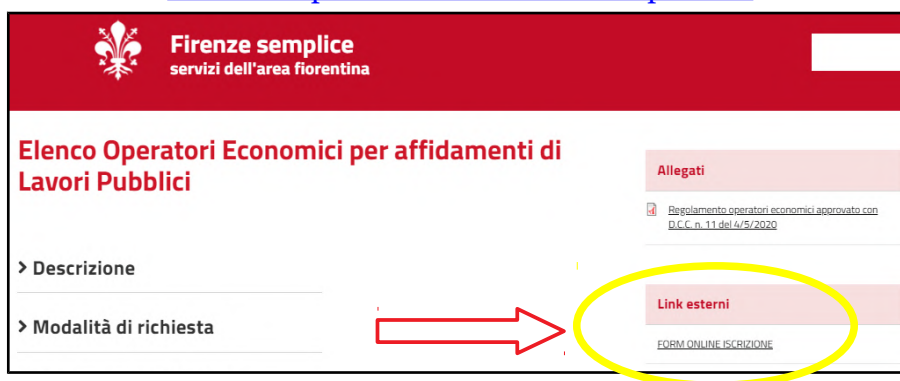 Firenze semplice
servizi dell'area fiorentina
Elenco Operatori Economici per affidamenti di
Lavori Pubblici
> Descrizione
> Modalità di richiesta
Allegati
Regolamento operatori economici approvato con
D.C.C. n. 11 del 4/5/2020
Link esterni
FORM ONLINE ISCRIZIONE